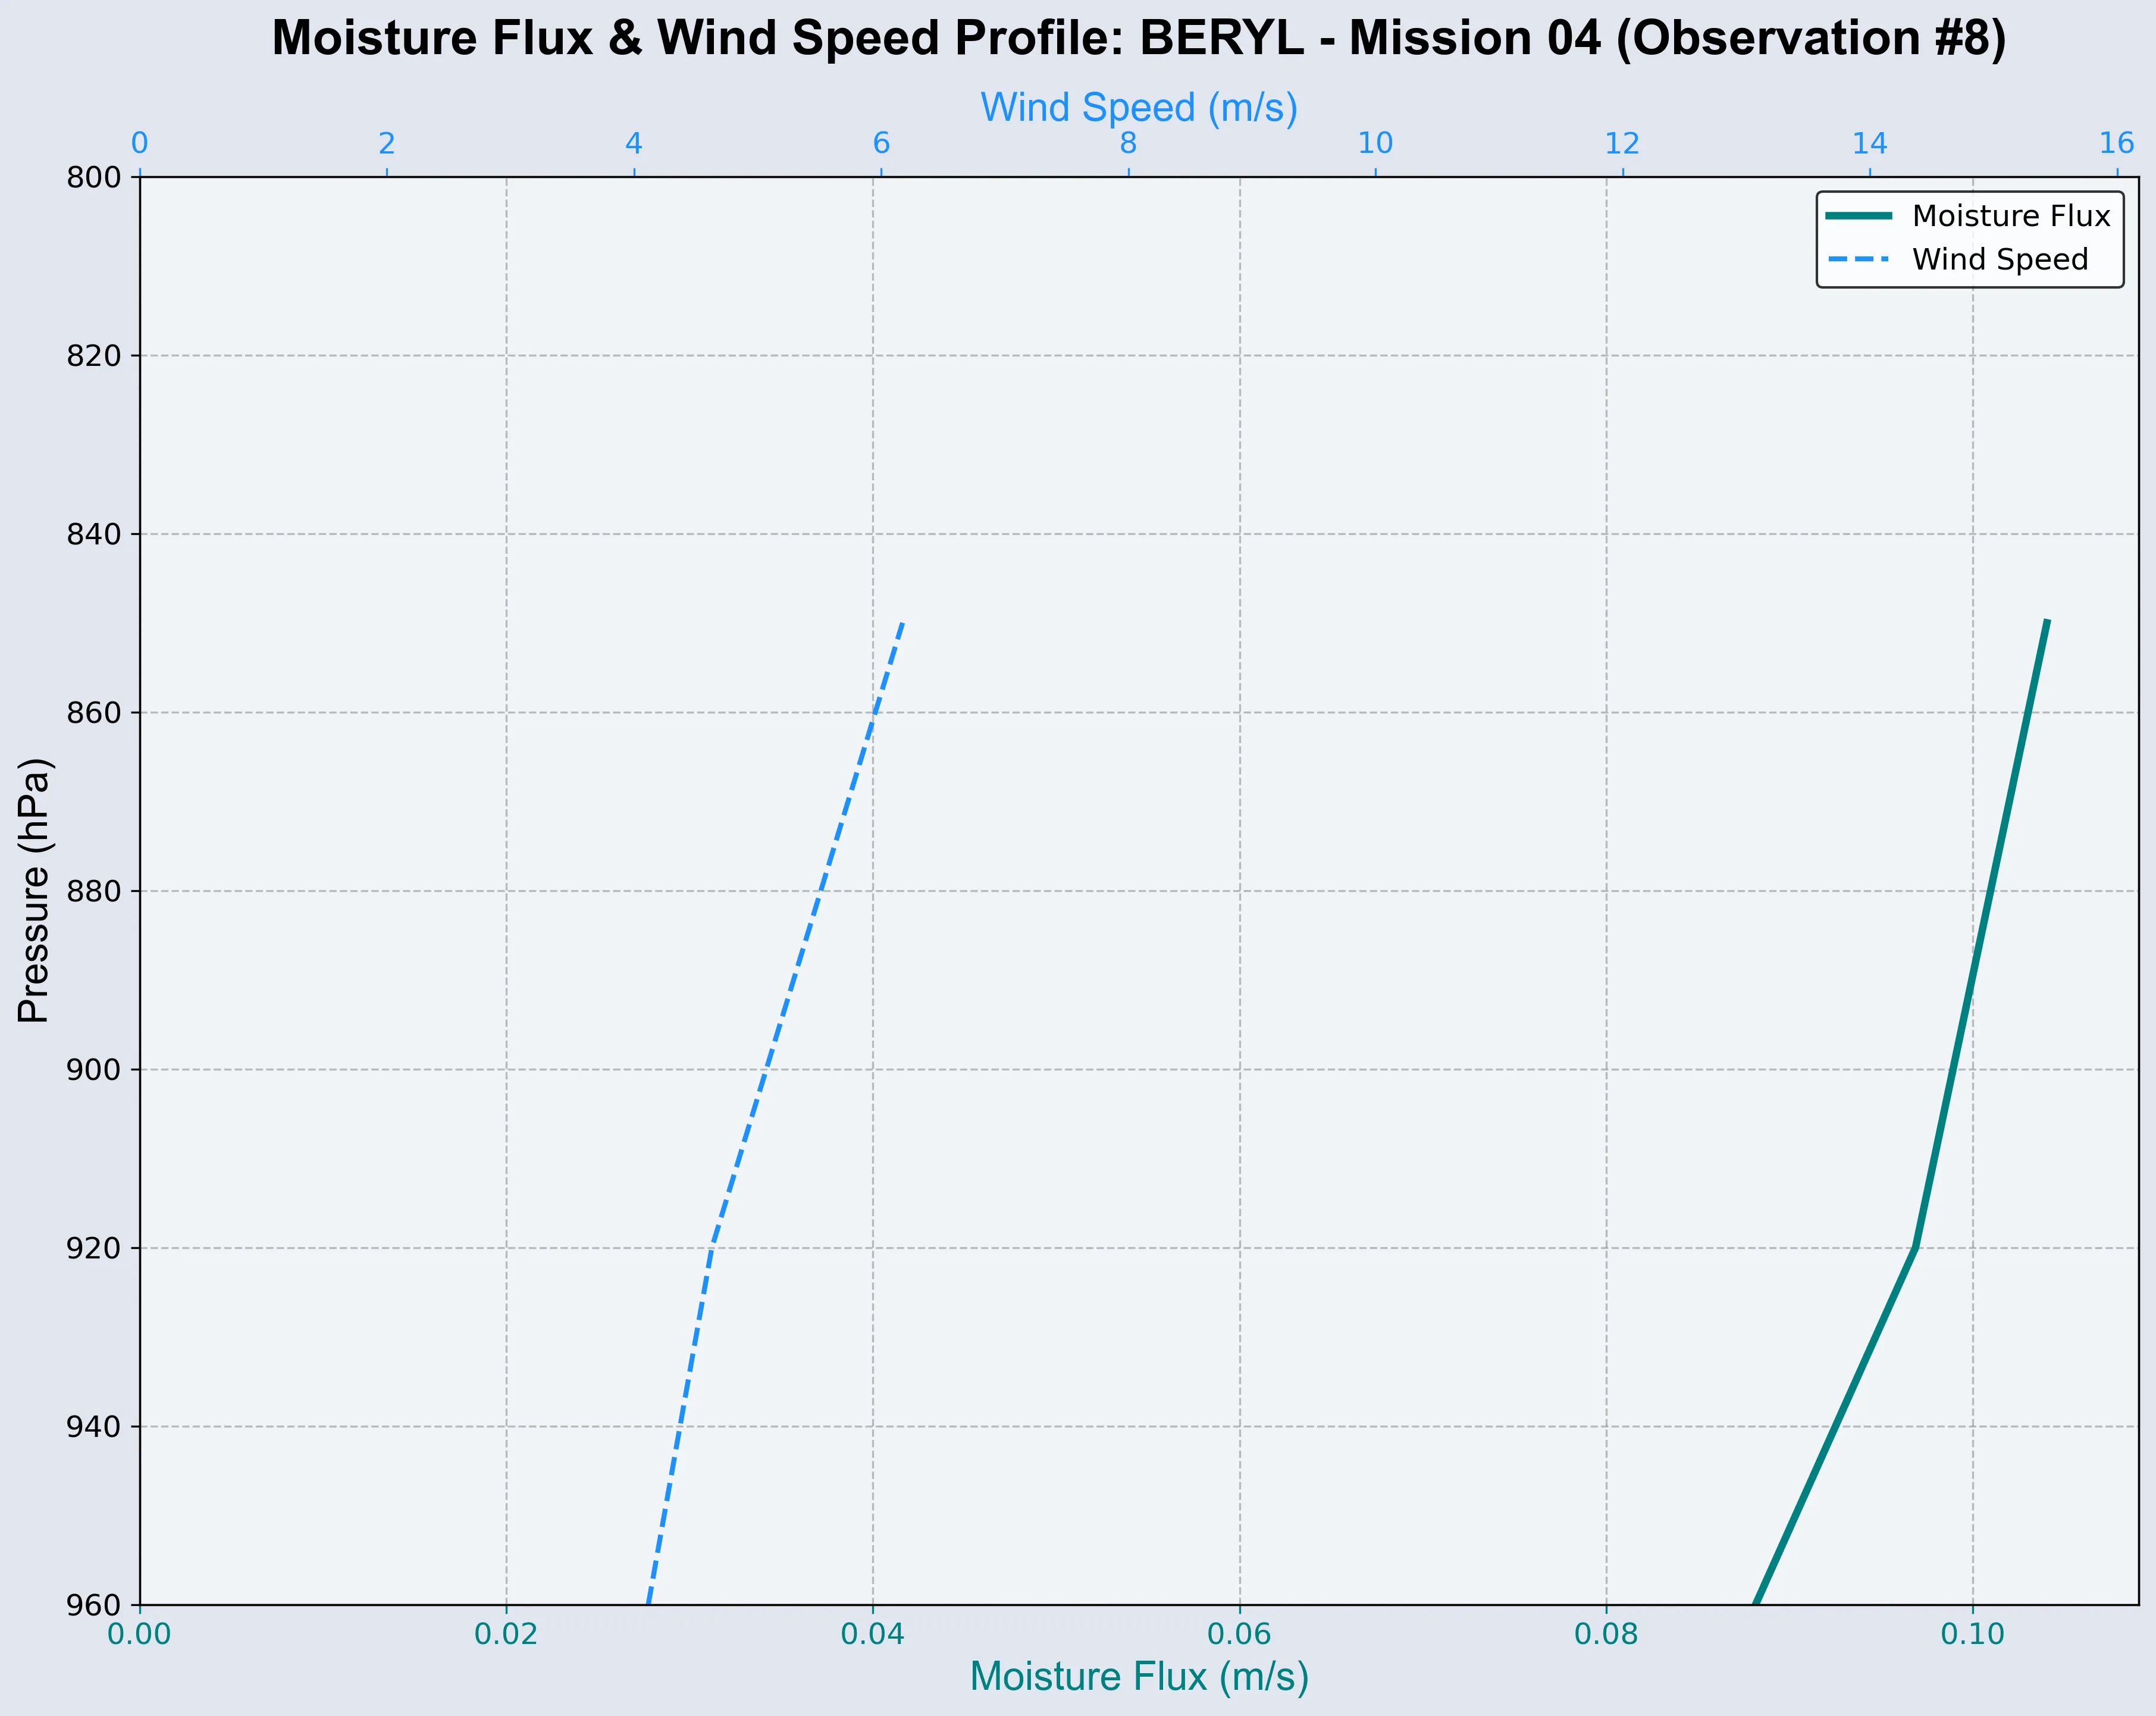 Moisture Flux & Wind Speed Profile: BERYL - Mission 04 (Observation #8)
Wind Speed (m/s)
0 2 4 6 8 10 12 14 16
Moisture Flux
Wind Speed
Pressure (hPa)
800
820
840
860
880
900
920
940
960
0.00 0.02 0.04 0.06 0.08 0.10
Moisture Flux (m/s)